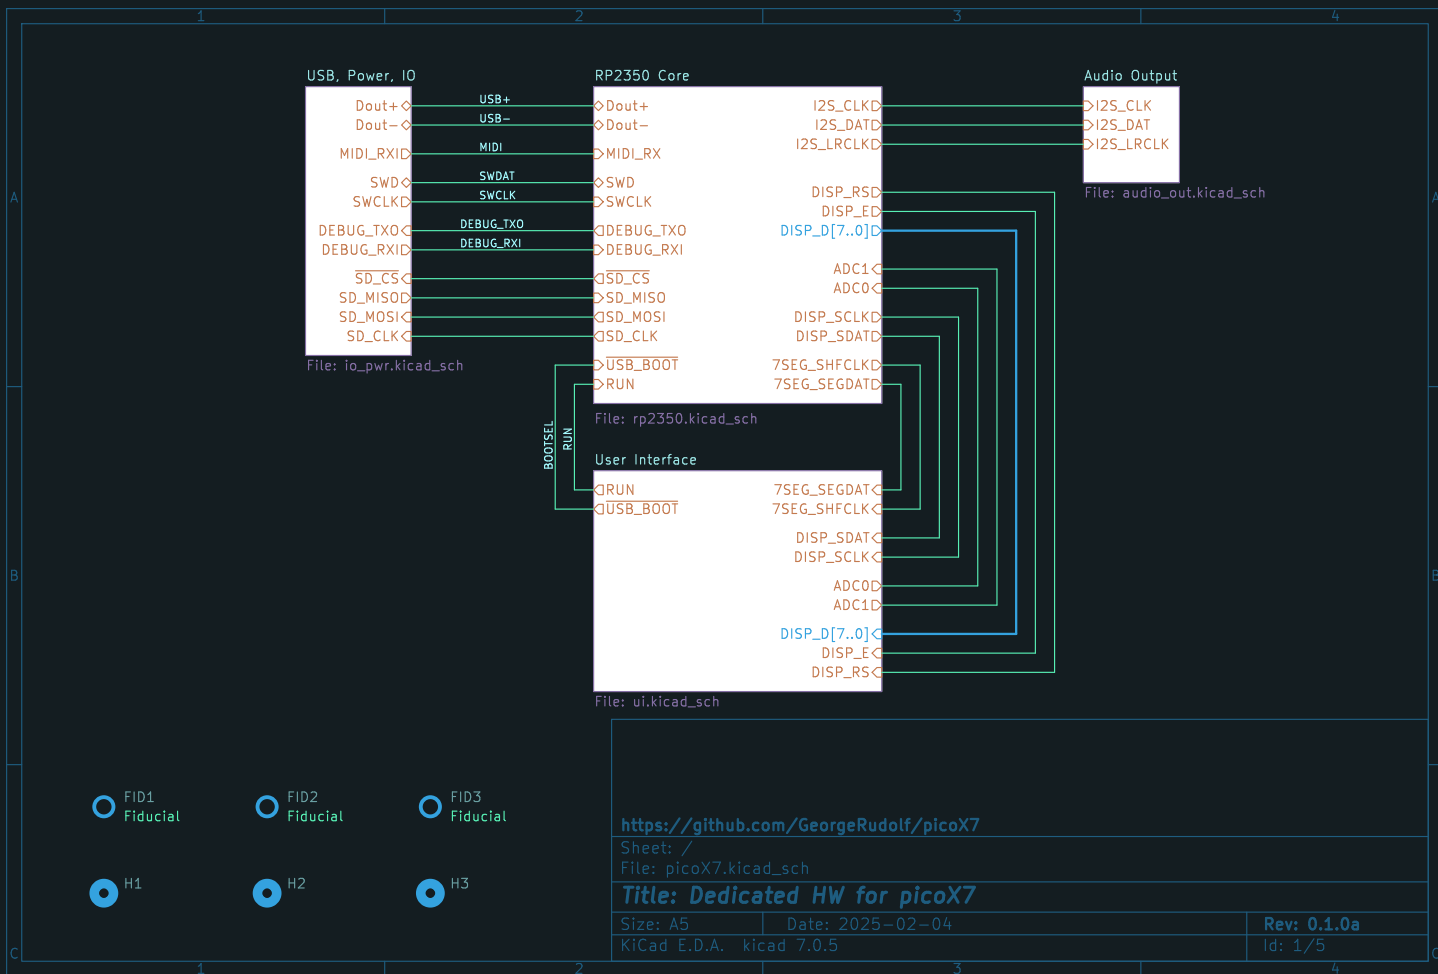 1 2 3 4
USB, Power, IO
Dout+
Dout-
MIDI_RXI
SWD
SWCLK
DEBUG_TXO
DEBUG_RXI
SD_CS
SD_MISO
SD_MOSI
SD_CLK
File: io_pwr.kicad_sch
USB+
USB-
MIDI
SWDAT
SWCLK
DEBUG_TXO
DEBUG_RXI
RP2350 Core
Dout+
Dout-
MIDI_RX
SWD
SWCLK
DEBUG_TXO
DEBUG_RXI
SD_CS
SD_MISO
SD_MOSI
SD_CLK
USB_BOOT
RUN
I2S_CLK
I2S_DAT
I2S_LRCLK
DISP_RS
DISP_E
DISP_D[7..0]
ADC1
ADC0
DISP_SCLK
DISP_SDAT
7SEG_SHFCLK
7SEG_SEGDAT
File: rp2350.kicad_sch
Audio Output
I2S_CLK
I2S_DAT
I2S_LRCLK
File: audio_out.kicad_sch
A A
BOOTSEL
RUN
User Interface
RUN
USB_BOOT
7SEG_SEGDAT
7SEG_SHFCLK
DISP_SDAT
DISP_SCLK
ADC0
ADC1
DISP_D[7..0]
DISP_E
DISP_RS
File: ui.kicad_sch
B B
FID1
Fiducial
FID2
Fiducial
FID3
Fiducial
H1
H2
H3
https://github.com/GeorgeRudolf/picoX7
Sheet: /
File: picoX7.kicad_sch
Title: Dedicated HW for picoX7
Size: A5
Date: 2025-02-04
Rev: 0.1.0a
KiCad E.D.A. kicad 7.0.5
Id: 1/5
C C
1 2 3 4